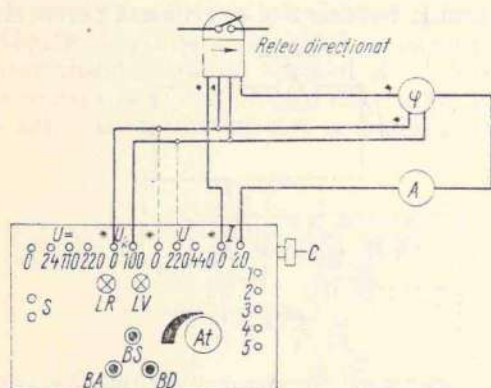 Releu direcționat
φ
A
U= U~ U I
0 24 110 220 0 100 0 220 440 0 20
C
LR LV
S
1
2
3
4
5
At
BS
BA BD